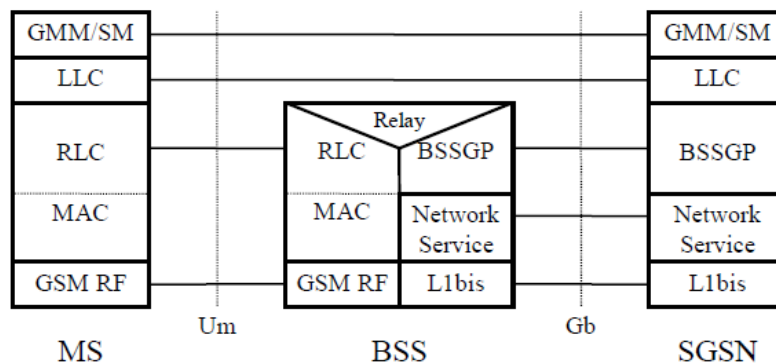 GMM/SM
LLC
RLC
MAC
GSM RF
MS
Um
Relay
RLC
BSSGP
MAC
Network
Service
GSM RF
L1bis
BSS
Gb
GMM/SM
LLC
BSSGP
Network
Service
L1bis
SGSN